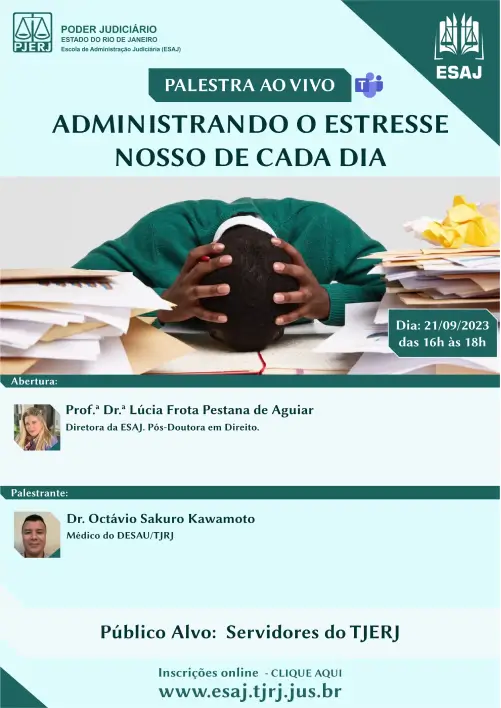 PJERJ
PODER JUDICIÁRIO
ESTADO DO RIO DE JANEIRO
Escola de Administração Judiciária (ESAJ)
ESAJ
PALESTRA AO VIVO
T
ADMINISTRANDO O ESTRESSE
NOSSO DE CADA DIA
Dia: 21/09/2023
das 16h às 18h
Abertura:
Prof.ª Dr.ª Lúcia Frota Pestana de Aguiar
Diretora da ESAJ. Pós-Doutora em Direito.
Palestrante:
Dr. Octávio Sakuro Kawamoto
Médico do DESAU/TJRJ
Público Alvo: Servidores do TJERJ
Inscrições online - CLIQUE AQUI
www.esaj.tjrj.jus.br